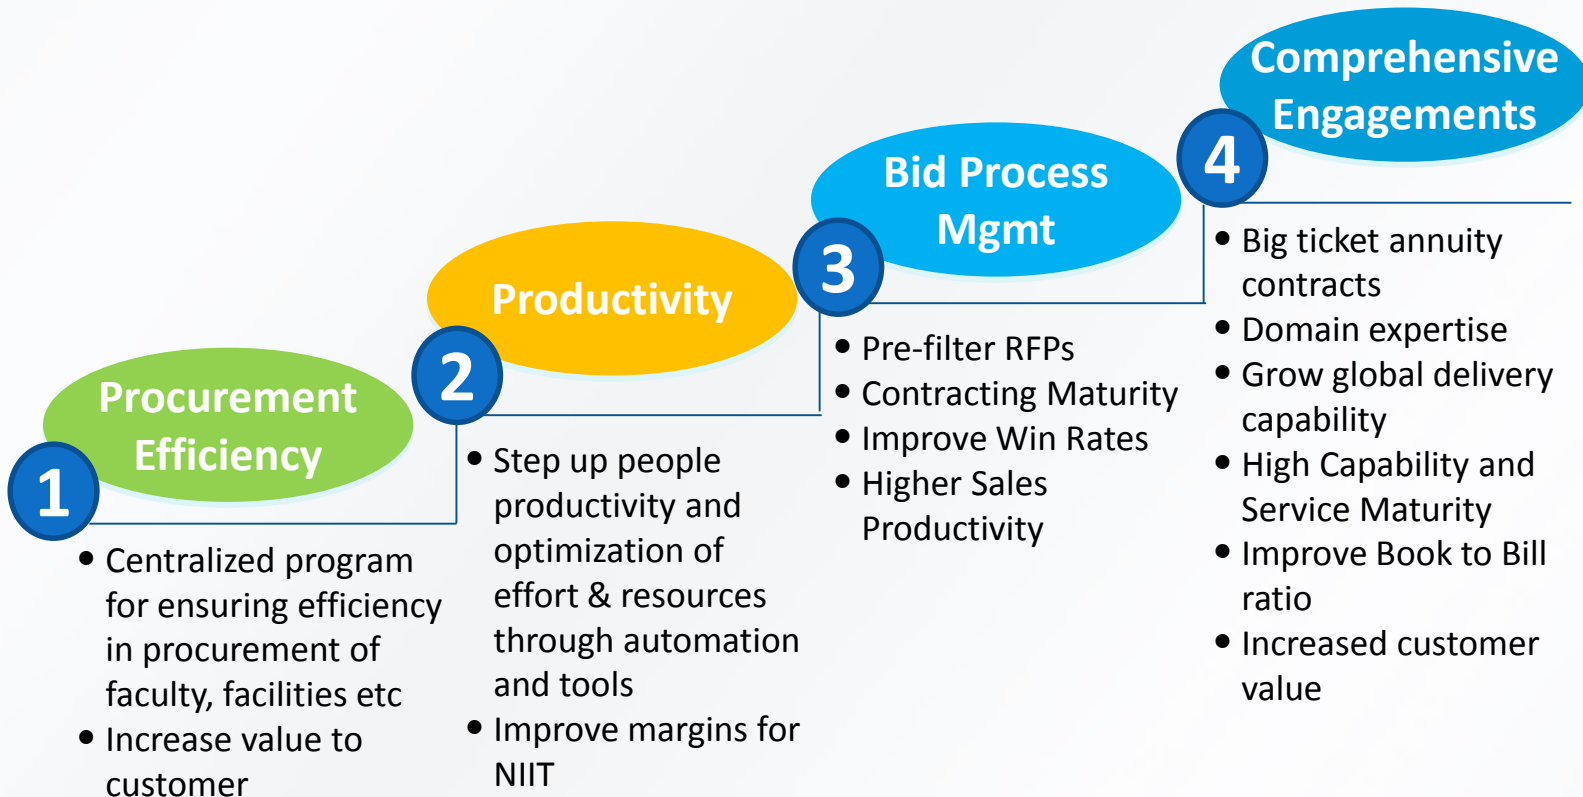 1
Procurement
Efficiency
• Centralized program
for ensuring efficiency
in procurement of
faculty, facilities etc
• Increase value to
customer
2
Productivity
• Step up people
productivity and
optimization of
effort & resources
through automation
and tools
• Improve margins for
NIIT
3
Bid Process
Mgmt
• Pre-filter RFPs
• Contracting Maturity
• Improve Win Rates
• Higher Sales
Productivity
4
Comprehensive
Engagements
• Big ticket annuity
contracts
• Domain expertise
• Grow global delivery
capability
• High Capability and
Service Maturity
• Improve Book to Bill
ratio
• Increased customer
value